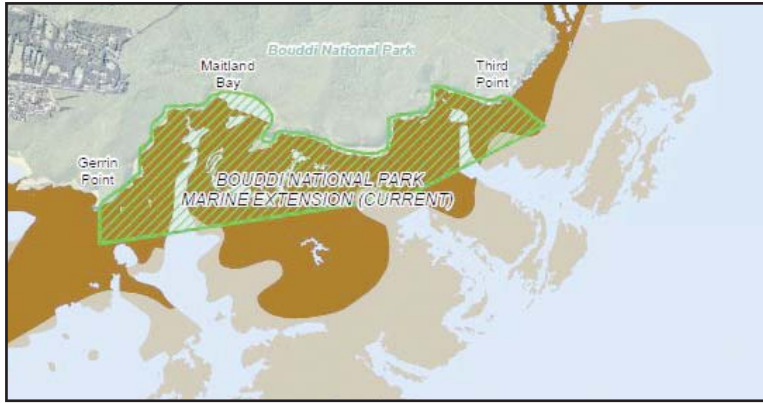 Bouddi National Park
Maitland
Bay
Third
Point
Gerrin
Point
BOUDDI NATIONAL PARK
MARINE EXTENSION (CURRENT)